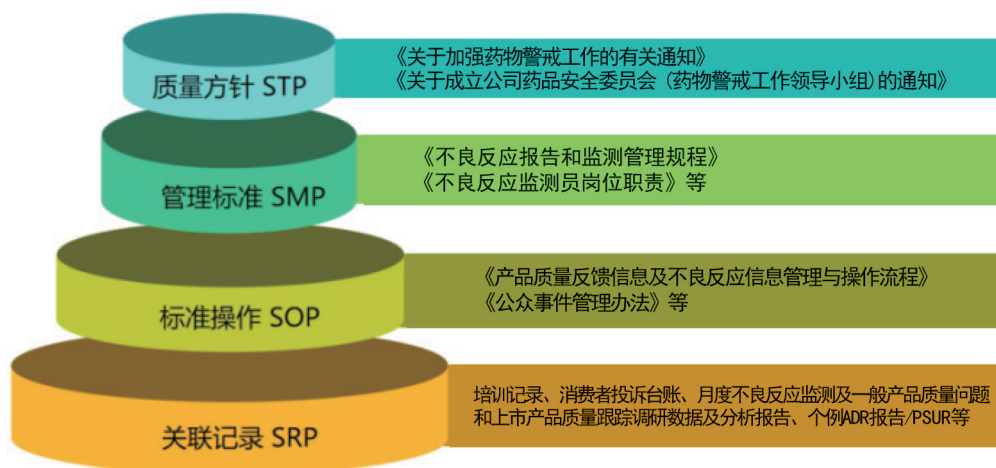 质量方针 STP
《关于加强药物警戒工作的有关通知》
《关于成立公司药品安全委员会（药物警戒工作领导小组)的通知》
管理标准 SMP
《不良反应报告和监测管理规程》
《不良反应监测员岗位职责》等
标准操作 SOP
《产品质量反馈信息及不良反应信息管理与操作流程》
《公众事件管理办法》等
关联记录 SRP
培训记录、消费者投诉台账、月度不良反应监测及一般产品质量问题
和上市产品质量跟踪调研数据及分析报告、个例ADR报告/PSUR等